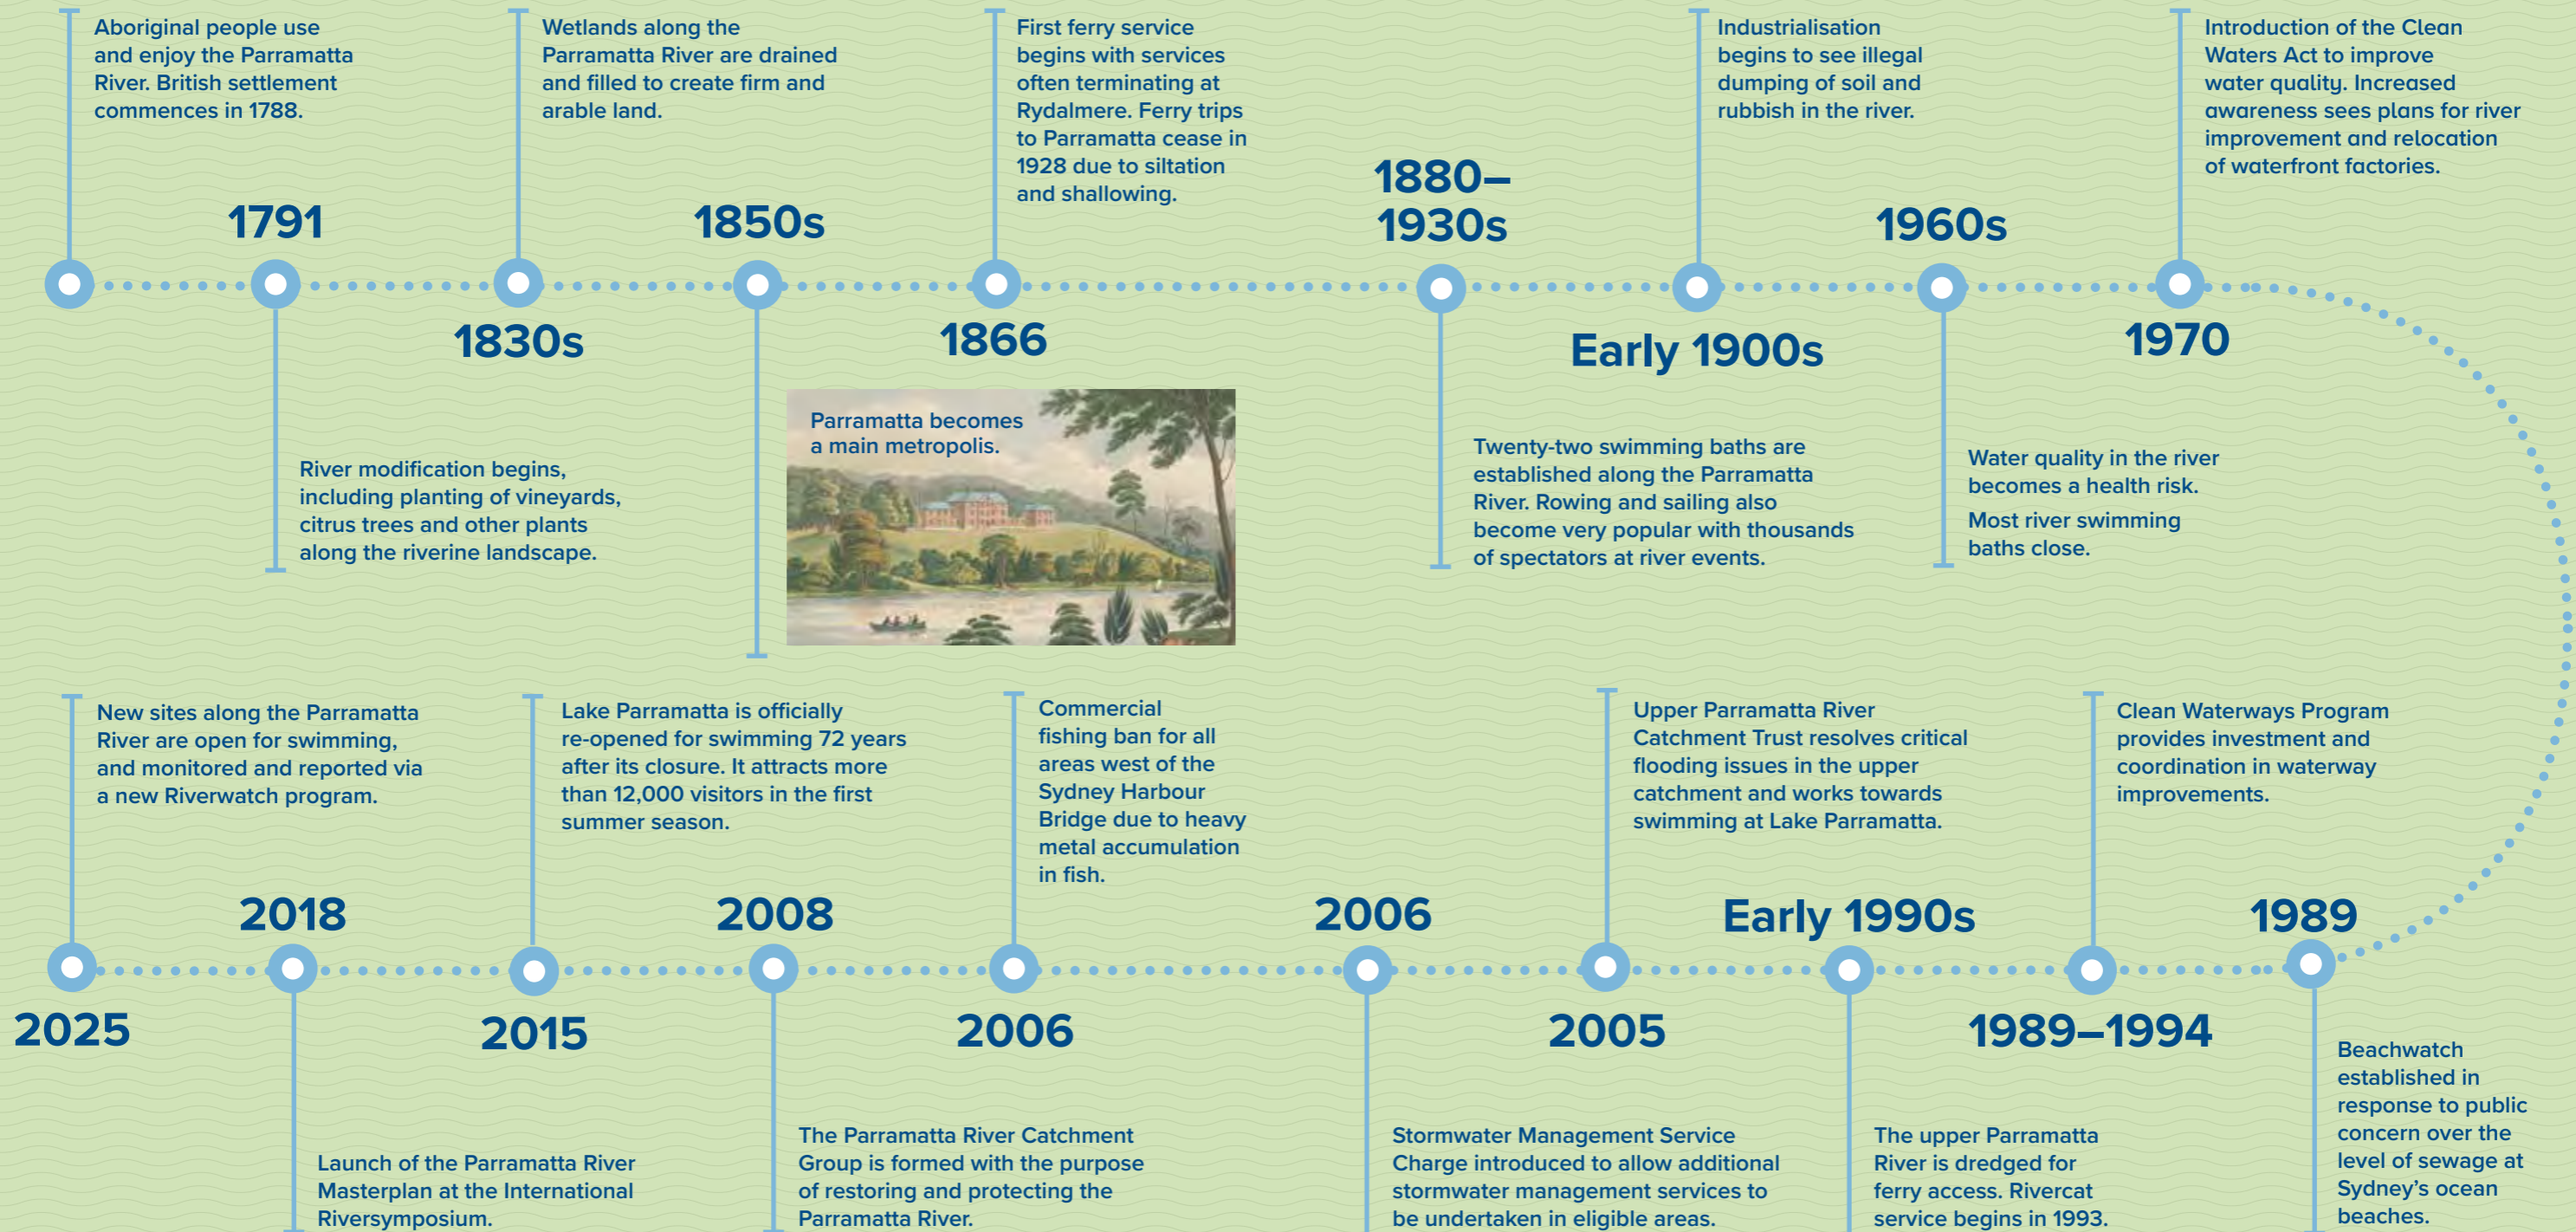 Aboriginal people use
and enjoy the Parramatta
River. British settlement
commences in 1788.
1791
River modification begins,
including planting of vineyards,
citrus trees and other plants
along the riverine landscape.
Wetlands along the
Parramatta River are drained
and filled to create firm and
arable land.
1830s
1850s
Parramatta becomes
a main metropolis.
First ferry service
begins with services
often terminating at
Rydalmere. Ferry trips
to Parramatta cease in
1928 due to siltation
and shallowing.
1866
1880–
1930s
Twenty-two swimming baths are
established along the Parramatta
River. Rowing and sailing also
become very popular with thousands
of spectators at river events.
Industrialisation
begins to see illegal
dumping of soil and
rubbish in the river.
Early 1900s
1960s
Water quality in the river
becomes a health risk.
Most river swimming
baths close.
Introduction of the Clean
Waters Act to improve
water quality. Increased
awareness sees plans for river
improvement and relocation
of waterfront factories.
1970
1989
Beachwatch
established in
response to public
concern over the
level of sewage at
Sydney's ocean
beaches.
Clean Waterways Program
provides investment and
coordination in waterway
improvements.
1989–1994
Early 1990s
The upper Parramatta
River is dredged for
ferry access. Rivercat
service begins in 1993.
Upper Parramatta River
Catchment Trust resolves critical
flooding issues in the upper
catchment and works towards
swimming at Lake Parramatta.
2005
2006
Stormwater Management Service
Charge introduced to allow additional
stormwater management services to
be undertaken in eligible areas.
Commercial
fishing ban for all
areas west of the
Sydney Harbour
Bridge due to heavy
metal accumulation
in fish.
2006
2008
The Parramatta River Catchment
Group is formed with the purpose
of restoring and protecting the
Parramatta River.
Lake Parramatta is officially
re-opened for swimming 72 years
after its closure. It attracts more
than 12,000 visitors in the first
summer season.
2015
2018
Launch of the Parramatta River
Masterplan at the International
Riversymposium.
New sites along the Parramatta
River are open for swimming,
and monitored and reported via
a new Riverwatch program.
2025